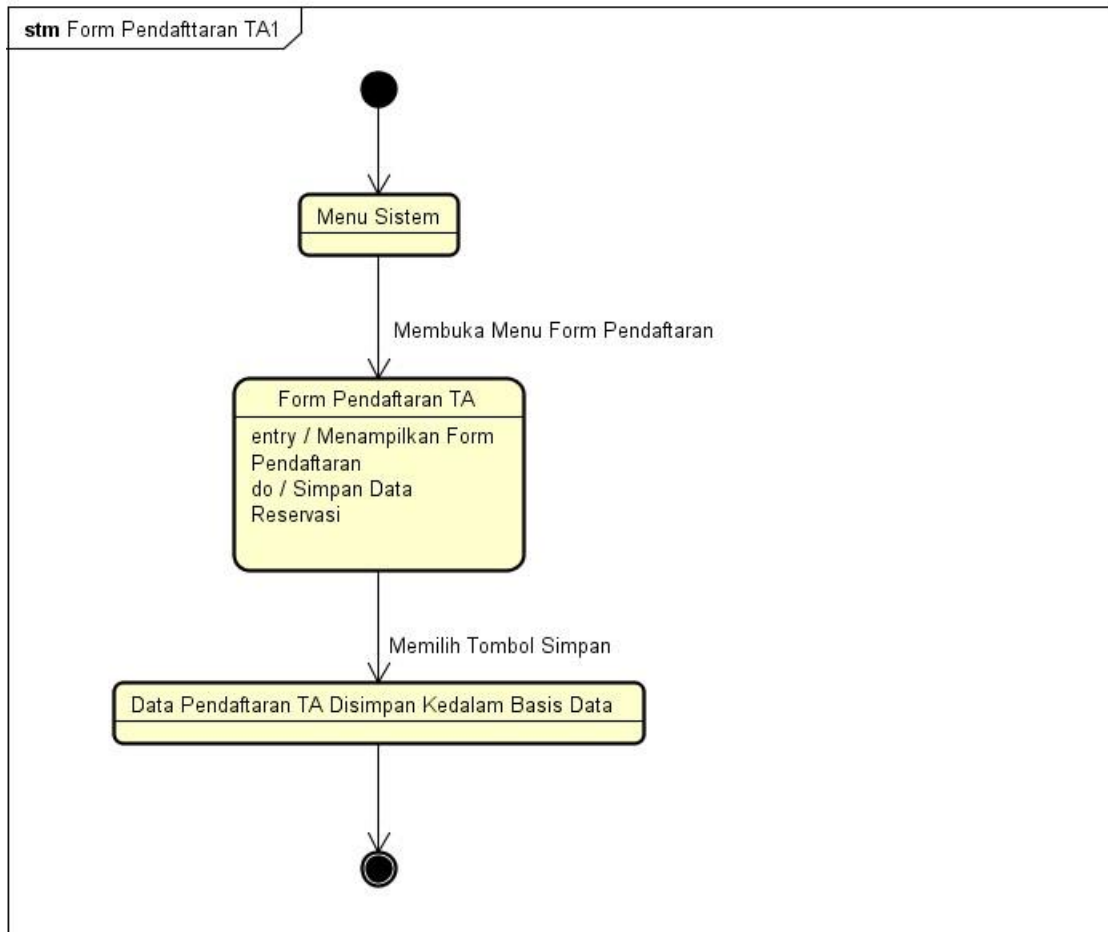 stm Form Pendafttaran TA1
Menu Sistem
Membuka Menu Form Pendaftaran
Form Pendaftaran TA
entry / Menampilkan Form
Pendaftaran
do / Simpan Data
Reservasi
Memilih Tombol Simpan
Data Pendaftaran TA Disimpan Kedalam Basis Data